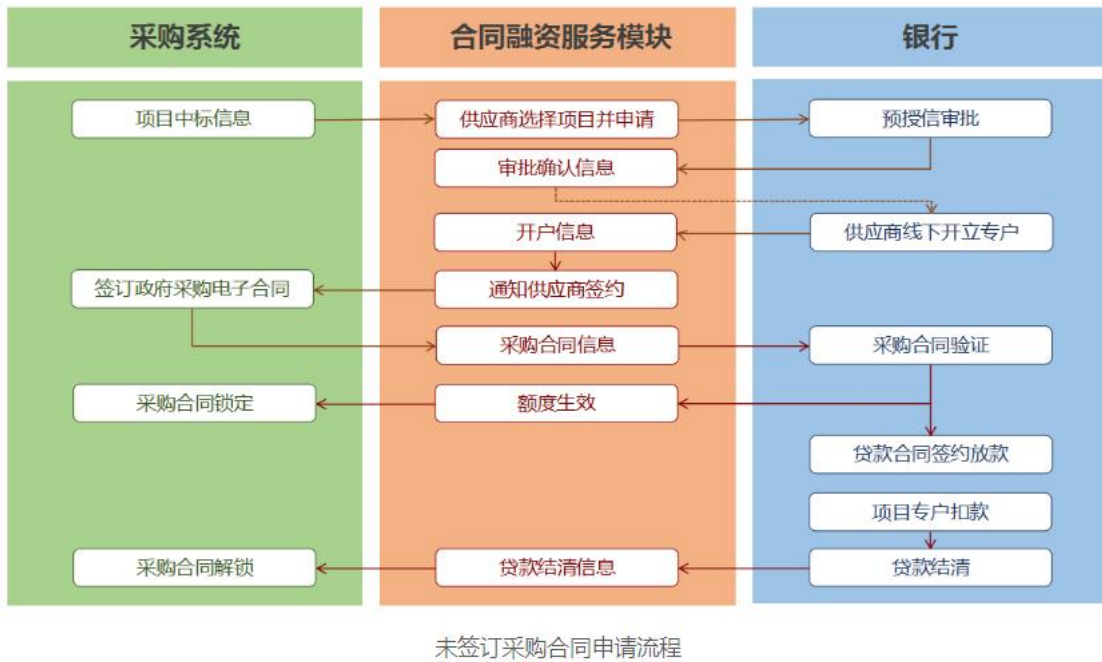 采购系统
合同融资服务模块
银行
项目中标信息
供应商选择项目并申请
预授信审批
审批确认信息
开户信息
供应商线下开立专户
签订政府采购电子合同
通知供应商签约
采购合同信息
采购合同验证
采购合同锁定
额度生效
贷款合同签约放款
项目专户扣款
采购合同解锁
贷款结清信息
贷款结清
未签订采购合同申请流程